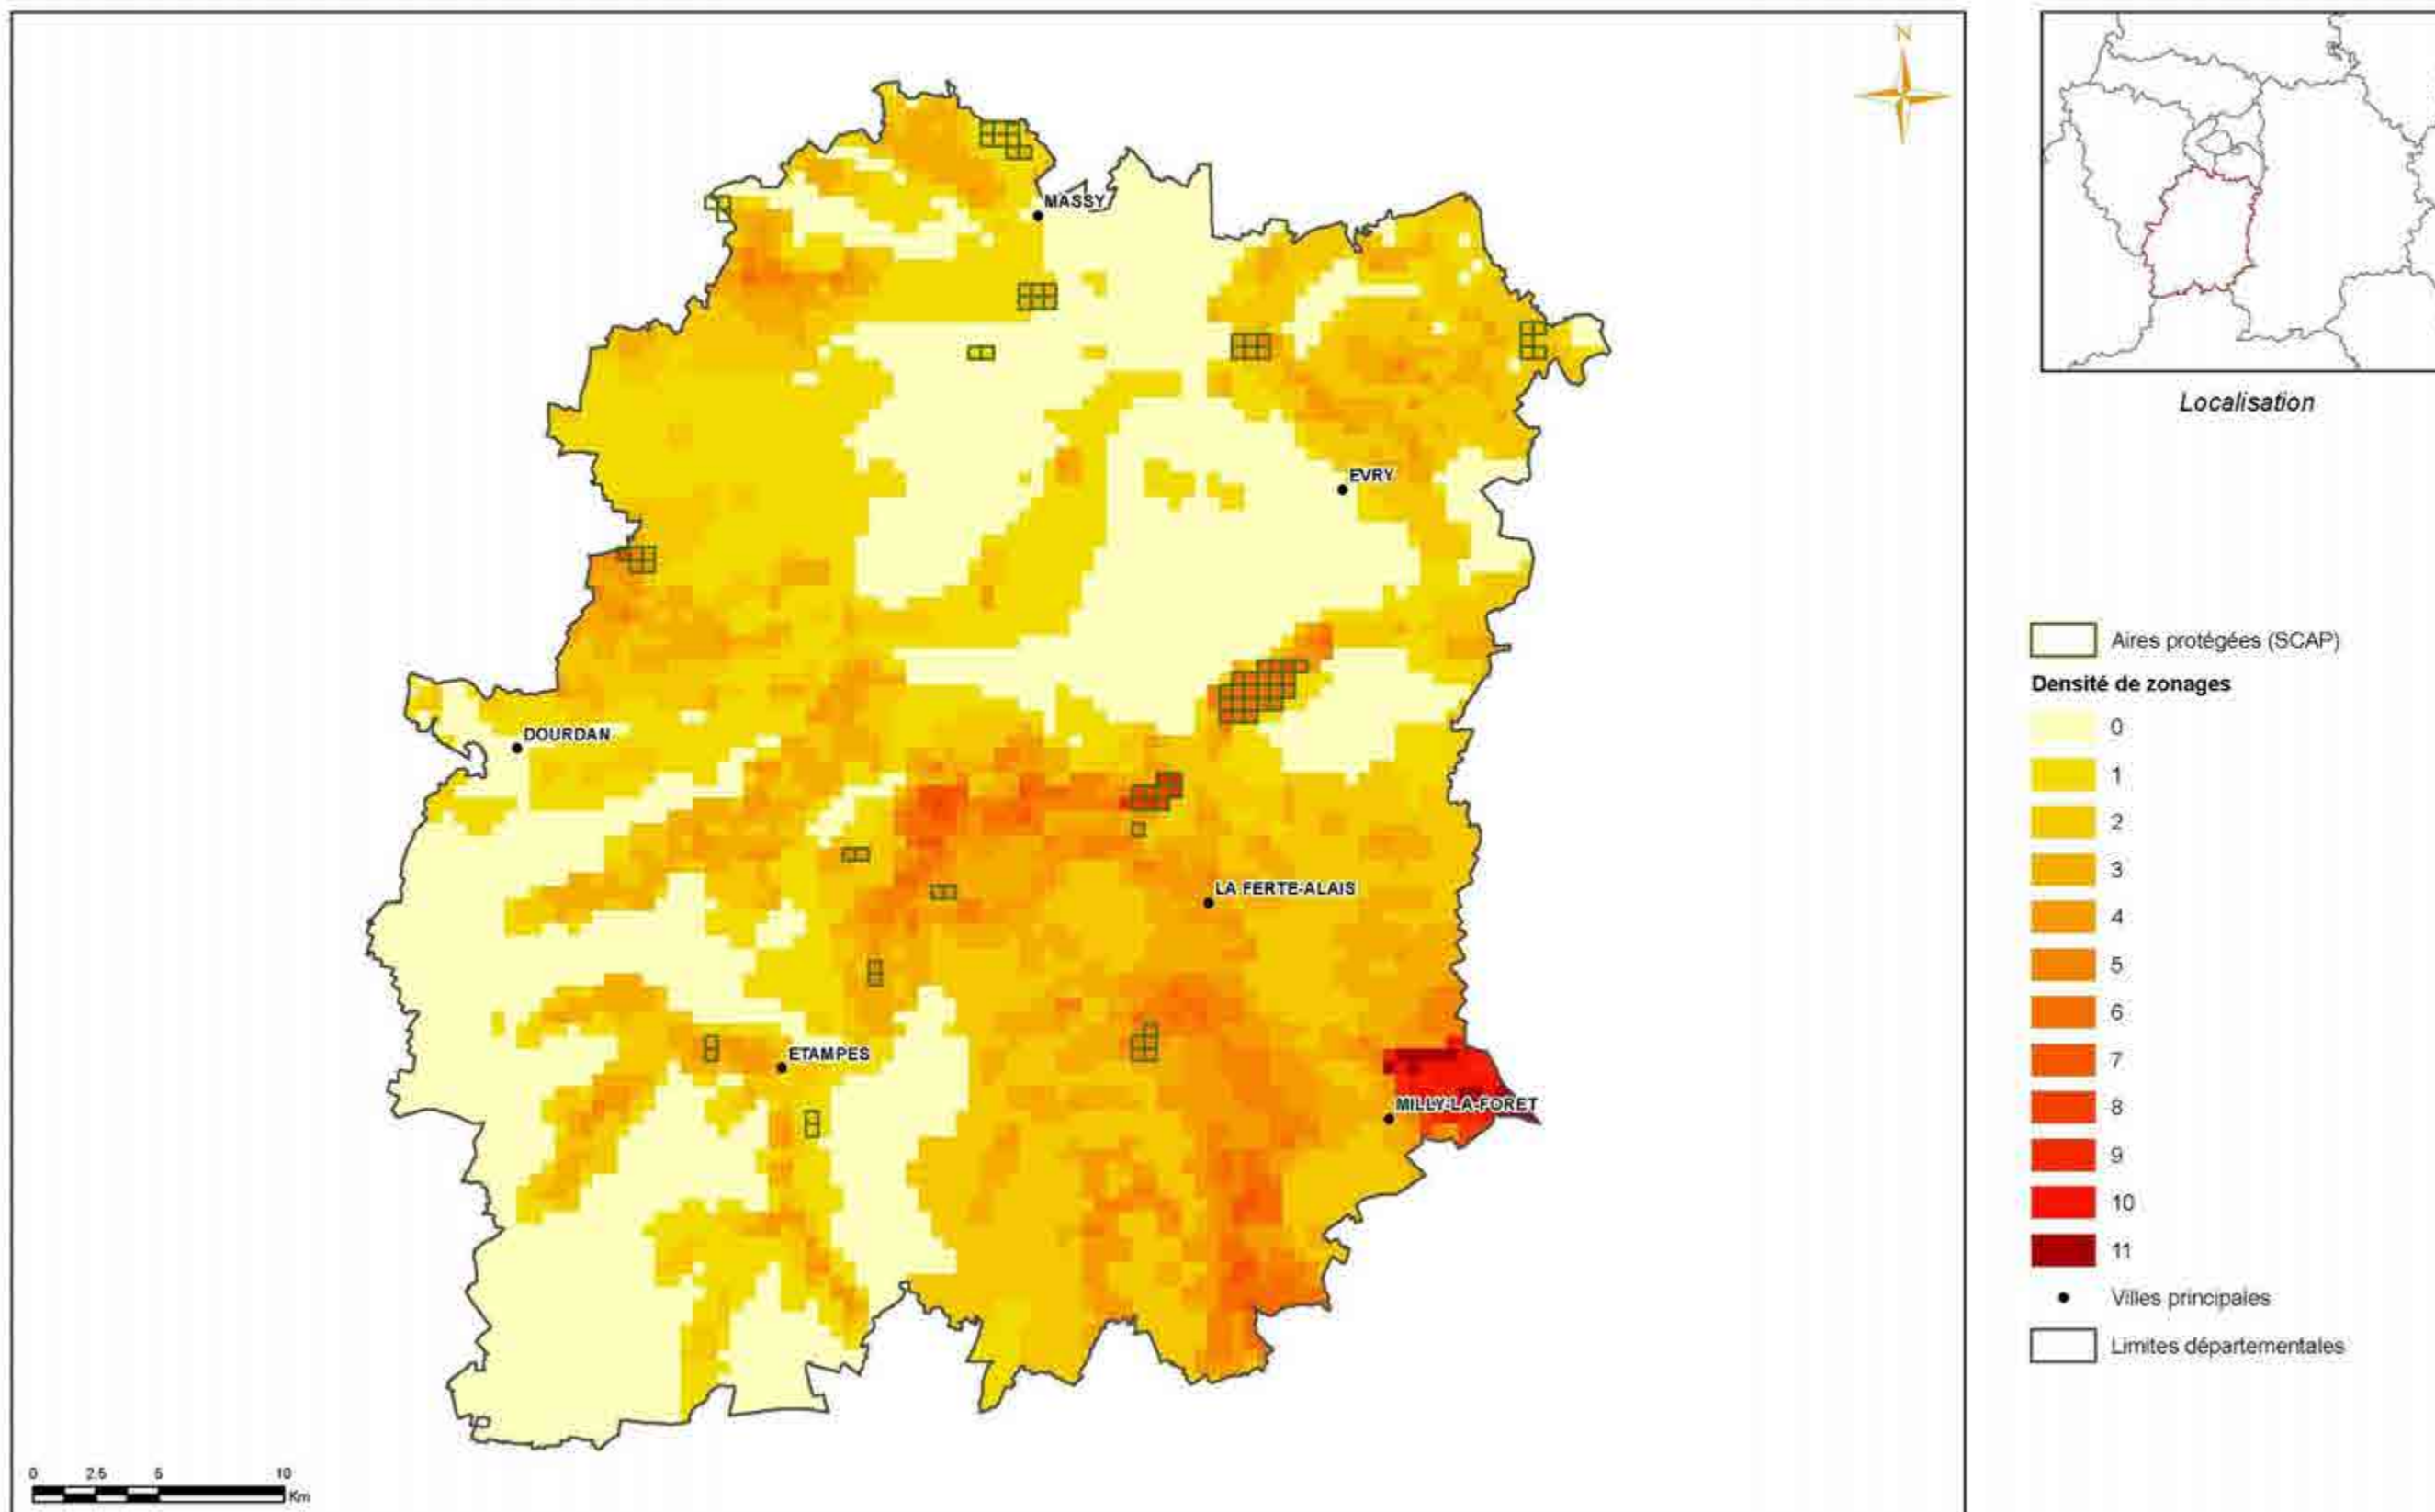 N
MASSY
EVRY
DOURDAN
LA FERTE-ALAIS
ETAMPES
MILLY-LA-FORET
0 2.5 5 10
Km
Localisation
Aires protégées (SCAP)
Densité de zonages
0
1
2
3
4
5
6
7
8
9
10
11
Villes principales
Limites départementales